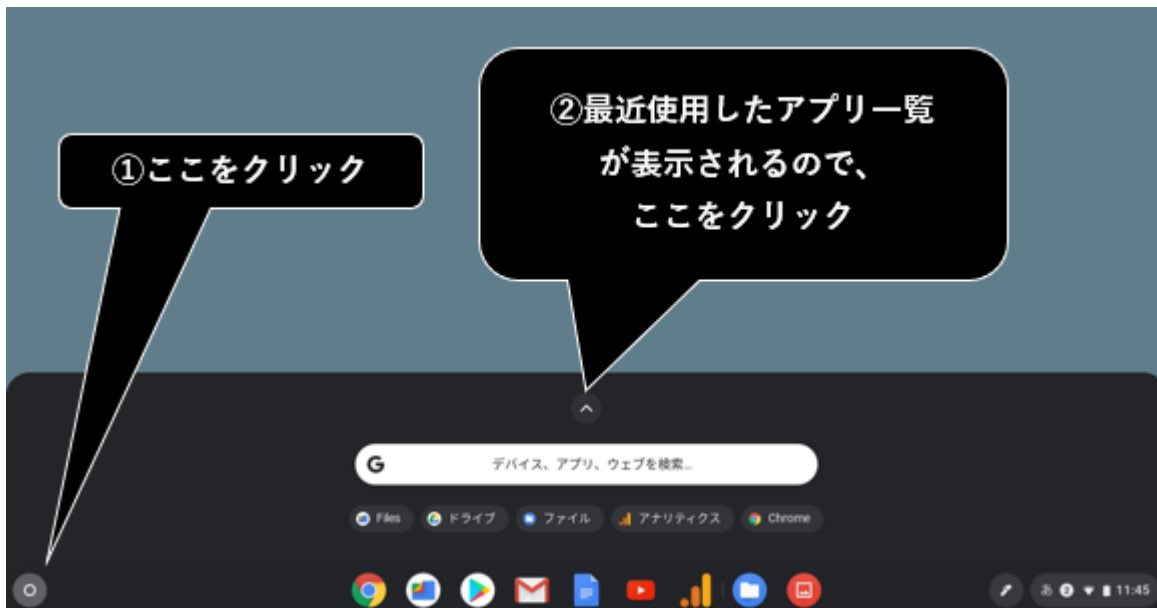 ①ここをクリック
②最近使用したアプリ一覧
が表示されるので、
ここをクリック
G デバイス、アプリ、ウェブを検索...
Files ドライブ ファイル アナリティクス Chrome
あ 2 11:45